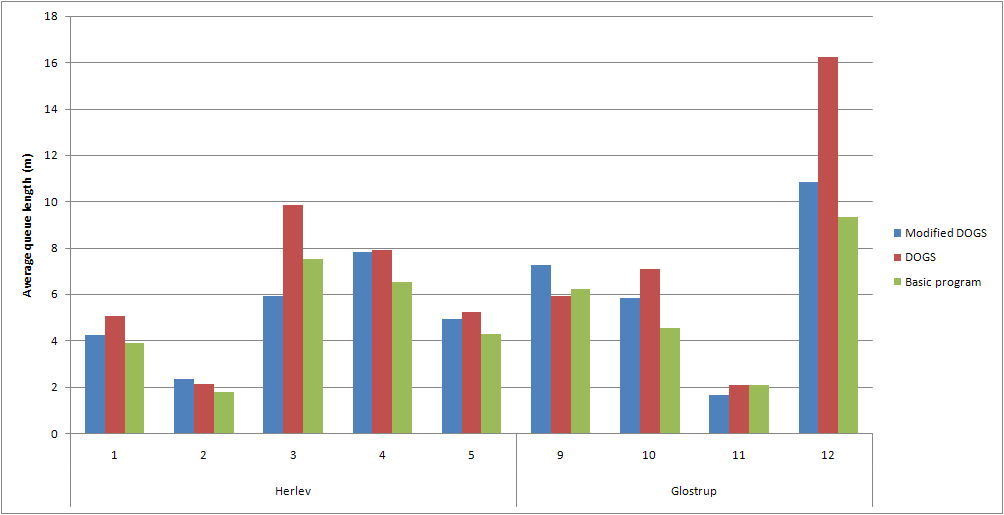 18
16
14
12
10
8
6
4
2
0
Average queue length (m)
1 2 3 4 5 9 10 11 12
Herlev Glostrup
Modified DOGS
DOGS
Basic program